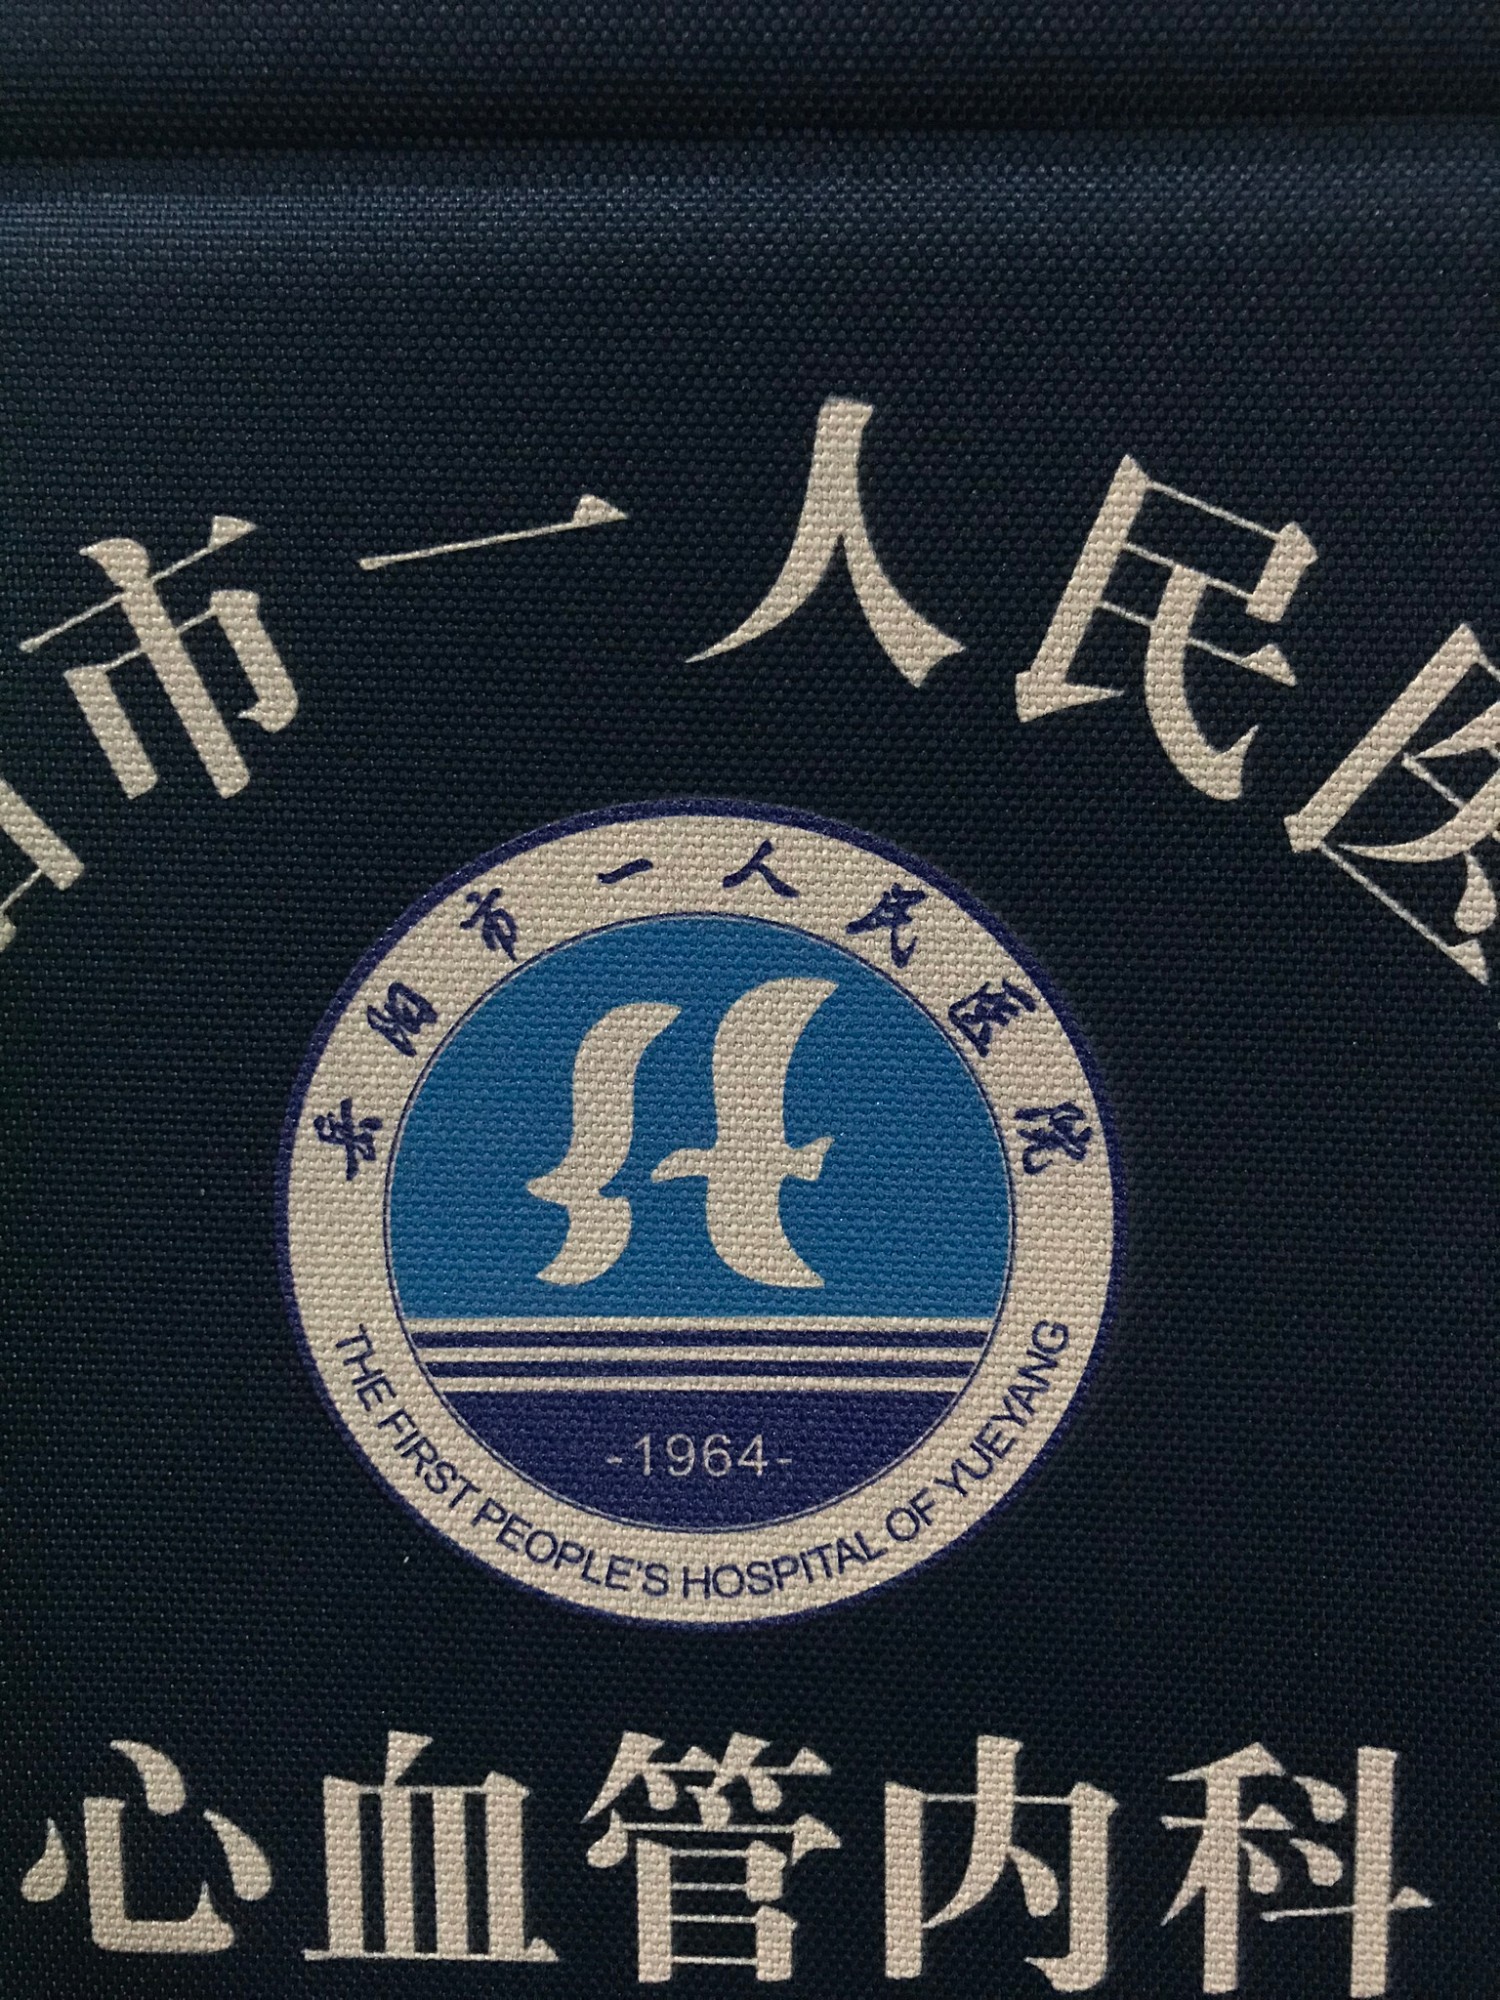 阳市一人民医
岳阳市一人民医院
-1964-
THE FIRST PEOPLE'S HOSPITAL OF YUEYANG
心血管内科